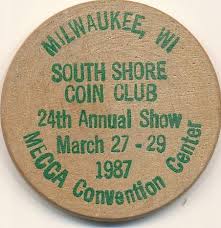 MILWAUKEE, WI
SOUTH SHORE
COIN CLUB
24th Annual Show
March 27 - 29
1987
MECCA Convention Center